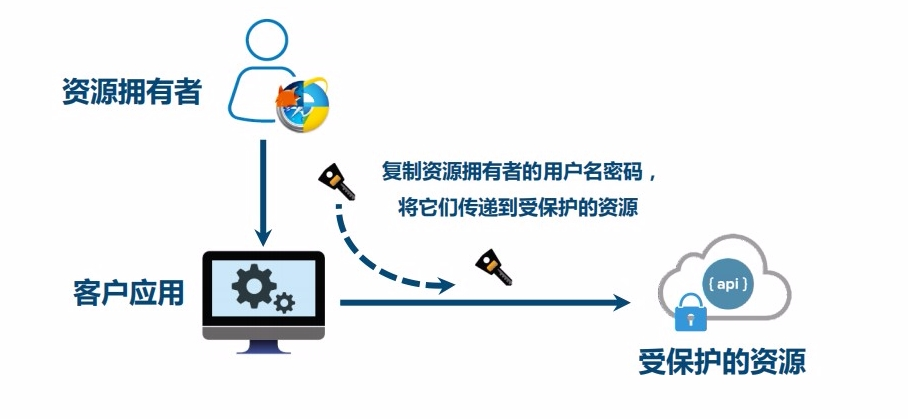 资源拥有者
复制资源拥有者的用户名密码，
将它们传递到受保护的资源
客户应用
{api}
受保护的资源